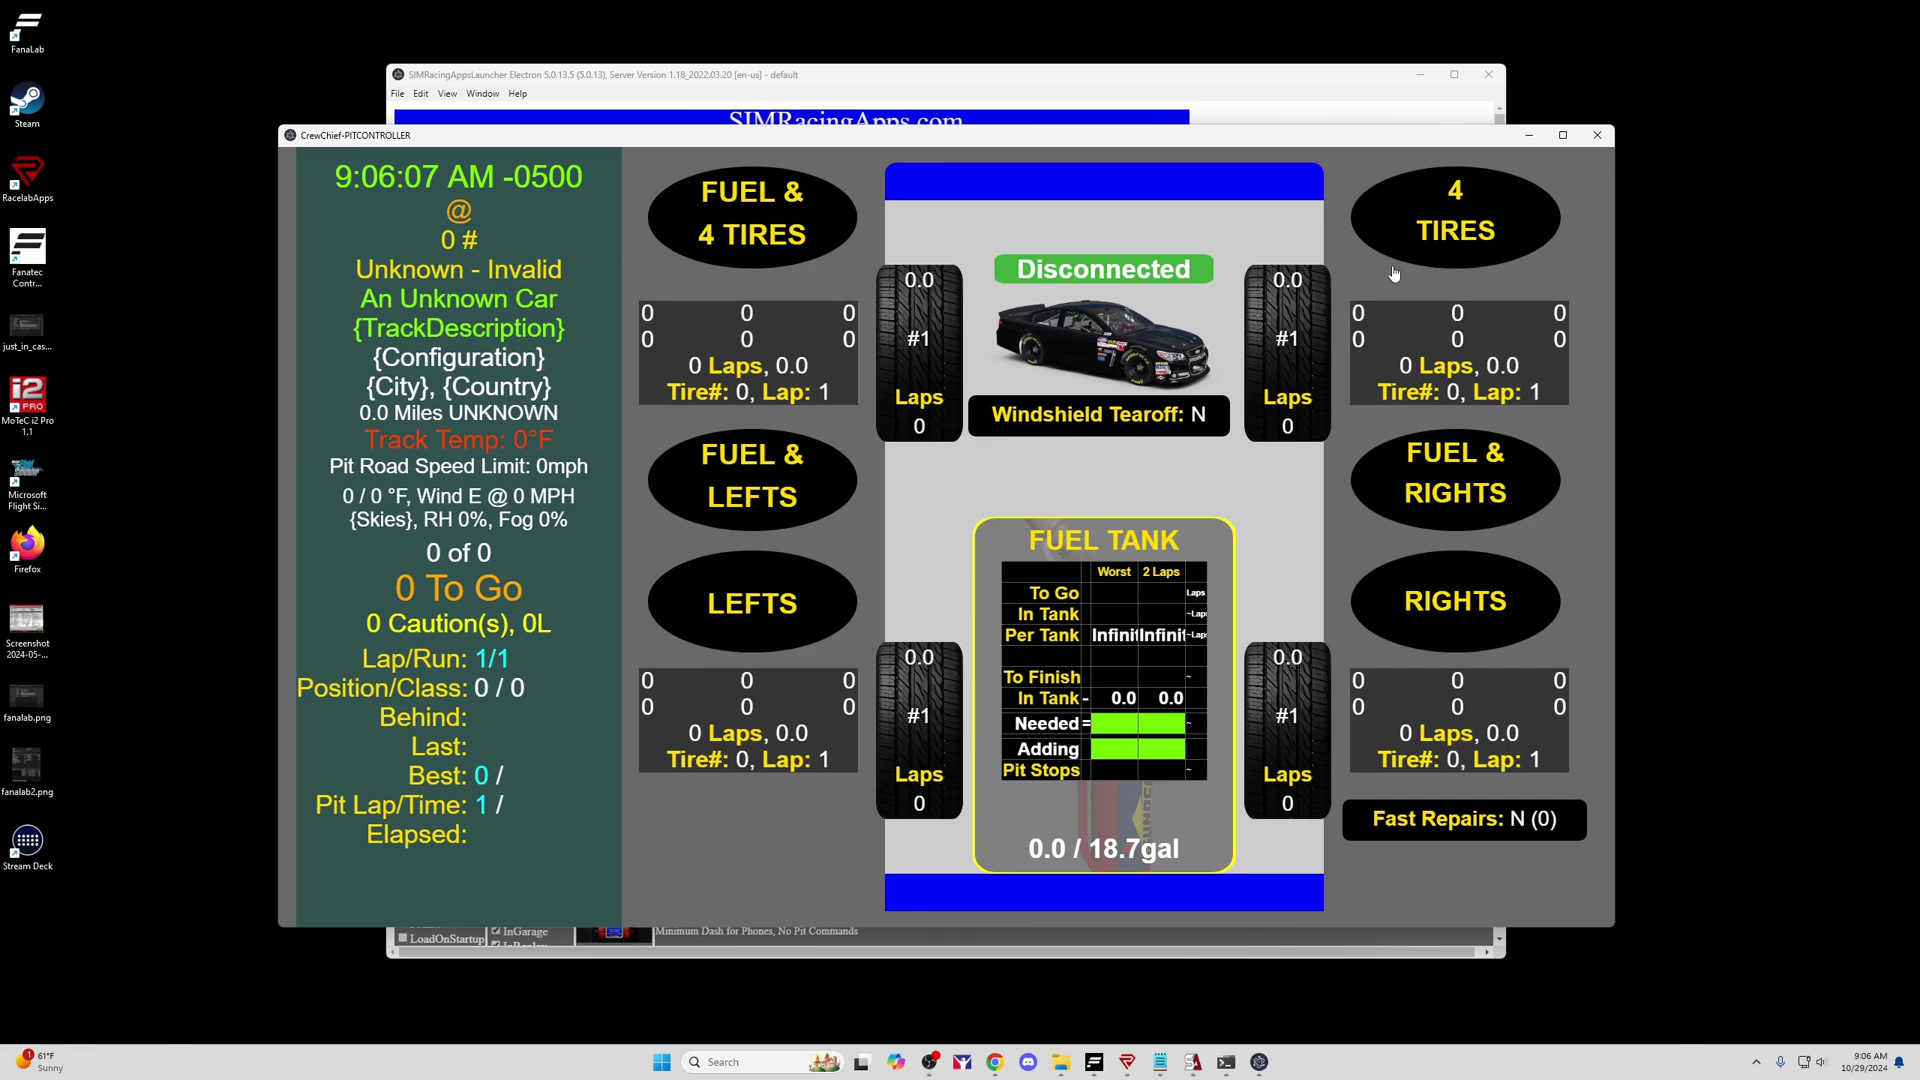 FanaLab
Steam
RacelabApps
Fanatec
Contr...
just_in_cas...
MoTeC i2 Pro
1.1
Microsoft
Flight Si...
Firefox
Screenshot
2024-05-...
fanalab.png
fanalab2.png
Stream Deck
SIMRacingAppsLauncher Electron 5.0.13.5 (5.0.13), Server Version 1.18_2022.03.20 [en-us] - default
File Edit View Window Help
SIMRacingApps.com
CrewChief-PITCONTROLLER
9:06:07 AM -0500
@
0 #
Unknown - Invalid
An Unknown Car
{TrackDescription}
{Configuration}
{City}, {Country}
0.0 Miles UNKNOWN
Track Temp: 0°F
Pit Road Speed Limit: 0mph
0 / 0 °F, Wind E @ 0 MPH
{Skies}, RH 0%, Fog 0%
0 of 0
0 To Go
0 Caution(s), 0L
Lap/Run: 1/1
Position/Class: 0 / 0
Behind:
Last:
Best: 0 /
Pit Lap/Time: 1 /
Elapsed:
FUEL &
4 TIRES
0 0 0
0 0 0
0 Laps, 0.0
Tire#: 0, Lap: 1
FUEL &
LEFTS
LEFTS
0 0 0
0 0 0
0 Laps, 0.0
Tire#: 0, Lap: 1
0.0
#1
Laps
0
0.0
#1
Laps
0
Disconnected
Windshield Tearoff: N
FUEL TANK
Worst 2 Laps
To Go Laps
In Tank ~Lap
Per Tank Infinit Infinit ~Lap
To Finish ~
In Tank - 0.0 0.0
Needed = ~
Adding
Pit Stops ~
0.0 / 18.7gal
0.0
#1
Laps
0
0.0
#1
Laps
0
4
TIRES
0 0 0
0 0 0
0 Laps, 0.0
Tire#: 0, Lap: 1
FUEL &
RIGHTS
RIGHTS
0 0 0
0 0 0
0 Laps, 0.0
Tire#: 0, Lap: 1
Fast Repairs: N (0)
LoadOnStartup InGarage Minimum Dash for Phones, No Pit Commands
61°F
Sunny
Search
9:06 AM
10/29/2024